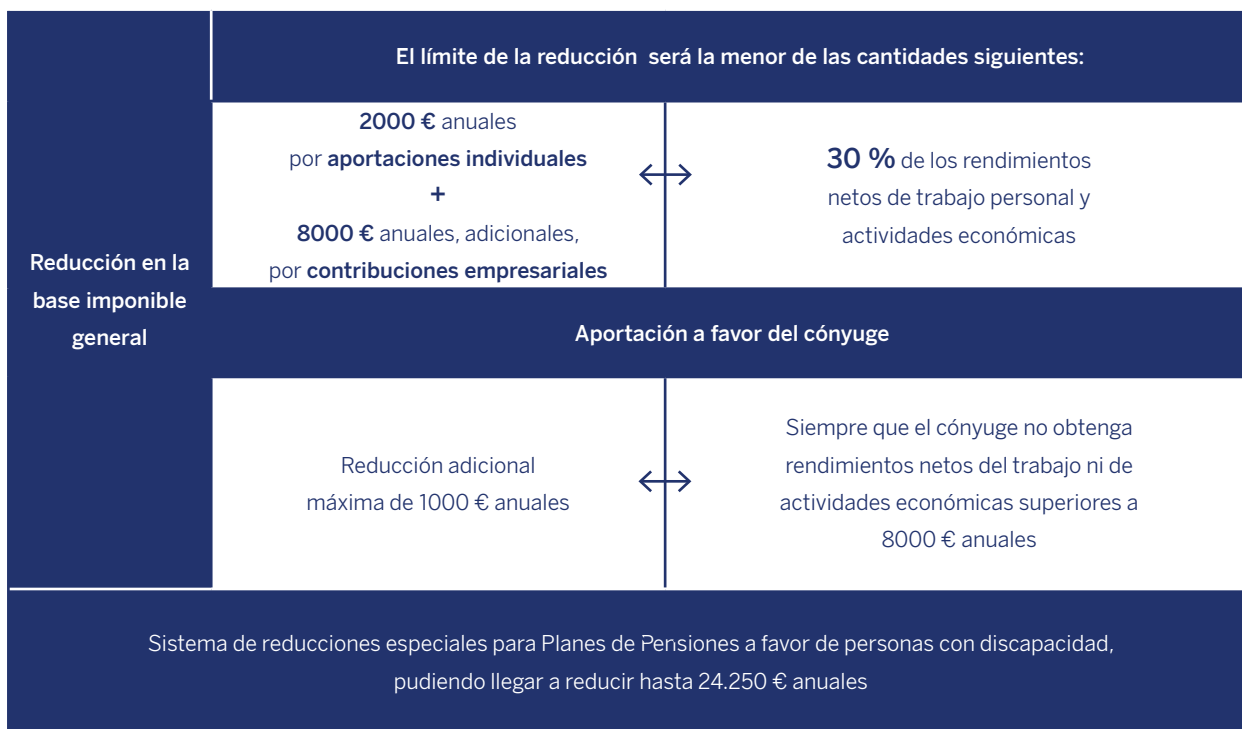 El límite de la reducción será la menor de las cantidades siguientes:
2000 € anuales
por aportaciones individuales
+
8000 € anuales, adicionales,
por contribuciones empresariales
30 % de los rendimientos
netos de trabajo personal y
actividades económicas
Reducción en la
base imponible
general
Aportación a favor del cónyuge
Reducción adicional
máxima de 1000 € anuales
Siempre que el cónyuge no obtenga
rendimientos netos del trabajo ni de
actividades económicas superiores a
8000 € anuales
Sistema de reducciones especiales para Planes de Pensiones a favor de personas con discapacidad,
pudiendo llegar a reducir hasta 24.250 € anuales